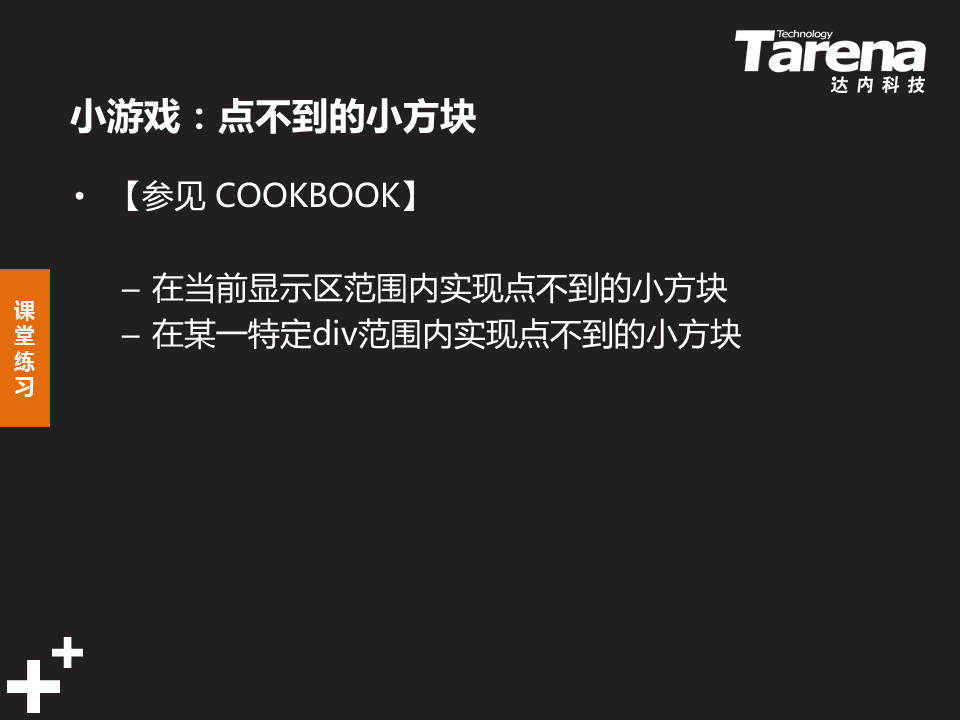 Technology
Tarena
达内科技
小游戏：点不到的小方块
• 【参见 COOKBOOK】
– 在当前显示区范围内实现点不到的小方块
– 在某一特定div范围内实现点不到的小方块
课
堂
练
习